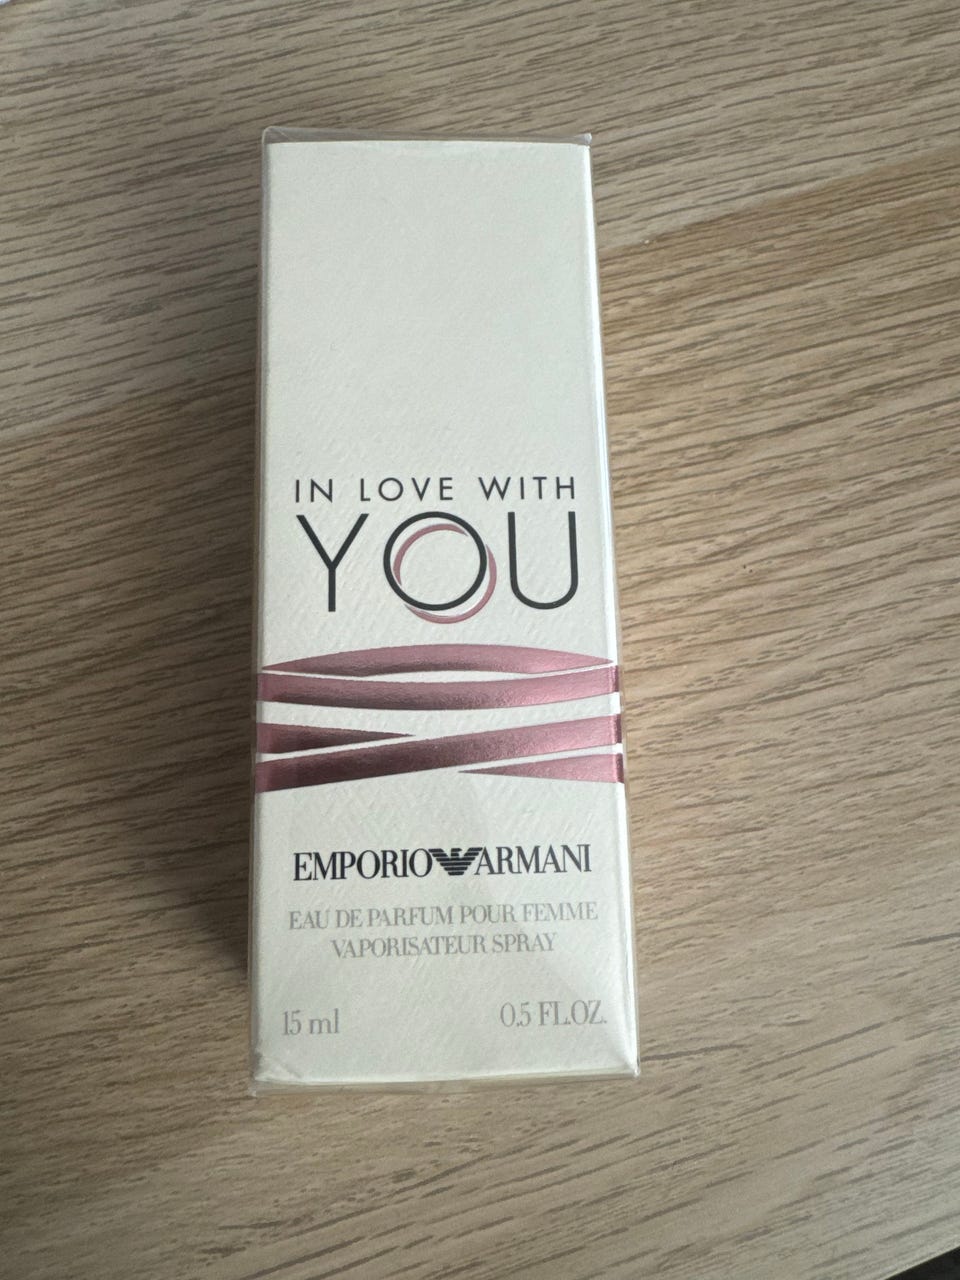 IN LOVE WITH
YOU
EMPORIO ARMANI
EAU DE PARFUM POUR FEMME
VAPORISATEUR SPRAY
15 ml 0.5 FL.OZ.